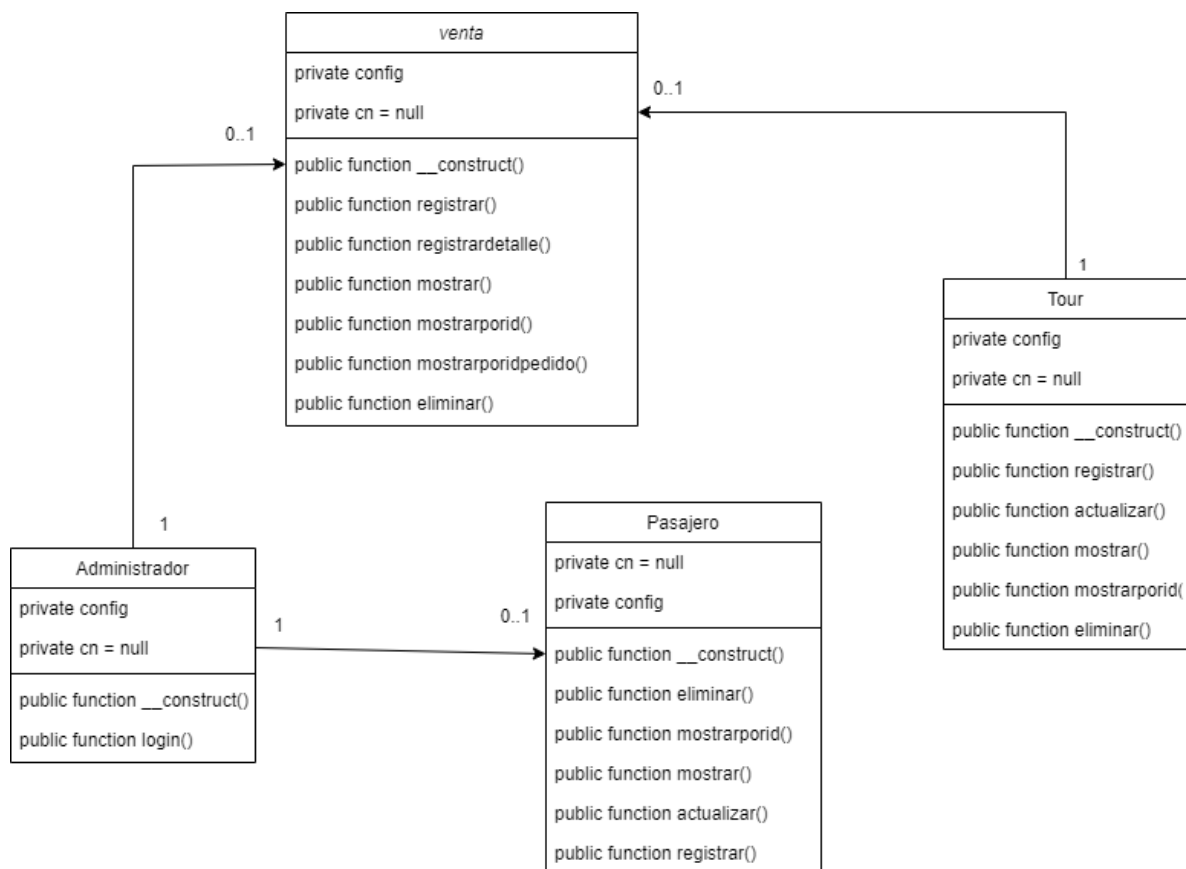 venta
private config
private cn = null
public function __construct()
public function registrar()
public function registrardetalle()
public function mostrar()
public function mostrarporid()
public function mostrarporidpedido()
public function eliminar()
0..1
0..1
1
Tour
private config
private cn = null
public function __construct()
public function registrar()
public function actualizar()
public function mostrar()
public function mostrarporid(
public function eliminar()
1
Administrador
private config
private cn = null
public function __construct()
public function login()
1
0..1
Pasajero
private cn = null
private config
public function __construct()
public function eliminar()
public function mostrarporid()
public function mostrar()
public function actualizar()
public function registrar()